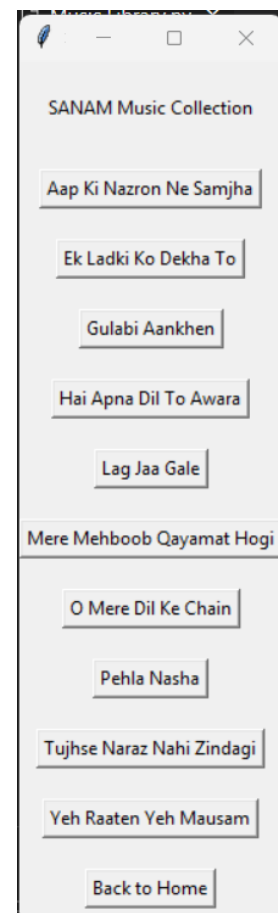 Music Library.py
SANAM Music Collection
Aap Ki Nazron Ne Samjha
Ek Ladki Ko Dekha To
Gulabi Aankhen
Hai Apna Dil To Awara
Lag Jaa Gale
Mere Mehboob Qayamat Hogi
O Mere Dil Ke Chain
Pehla Nasha
Tujhse Naraz Nahi Zindagi
Yeh Raaten Yeh Mausam
Back to Home